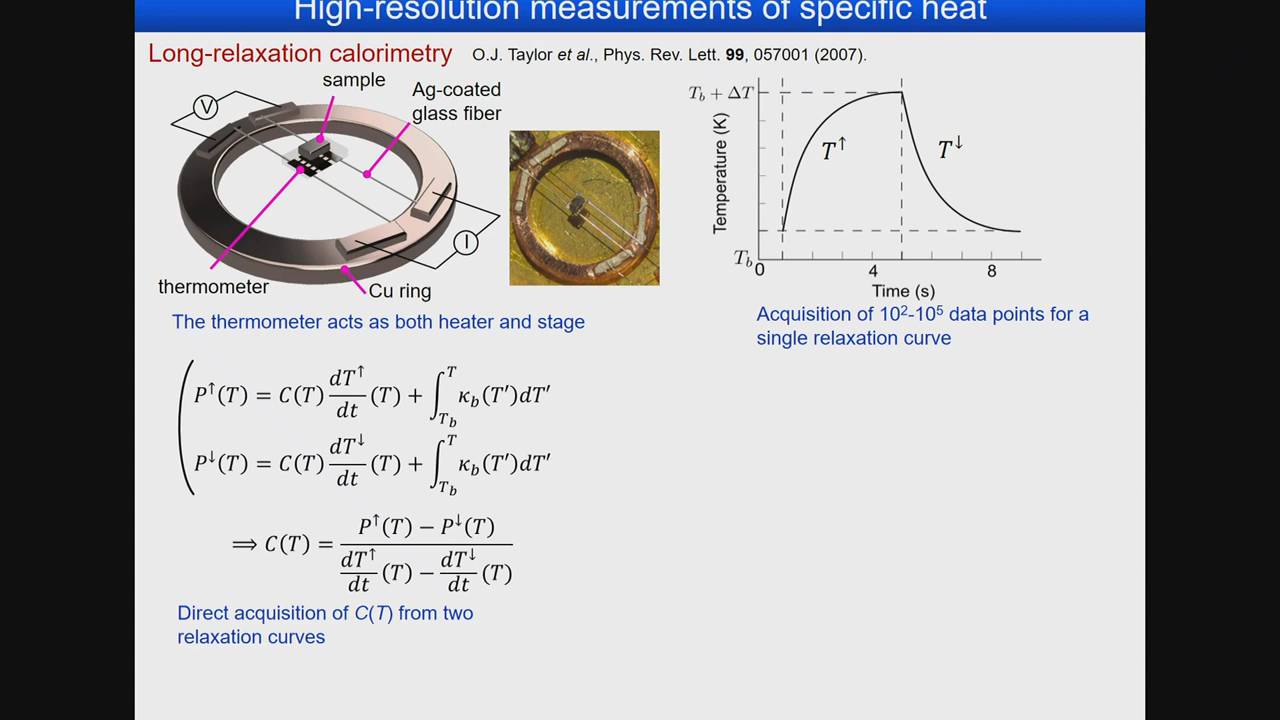 High-resolution measurements of specific heat
Long-relaxation calorimetry O.J. Taylor et al., Phys. Rev. Lett. 99, 057001 (2007).
sample
Ag-coated
glass fiber
V
I
thermometer
Cu ring
The thermometer acts as both heater and stage
T_b + ΔT
Temperature (K)
T↑
T↓
T_b
0 4 8
Time (s)
Acquisition of 10²-10⁵ data points for a
single relaxation curve
P↑(T) = C(T) dT↑/dt (T) + ∫_{T_b}^{T} κ_b(T′)dT′
P↓(T) = C(T) dT↓/dt (T) + ∫_{T_b}^{T} κ_b(T′)dT′
⟹ C(T) = (P↑(T) − P↓(T)) / (dT↑/dt (T) − dT↓/dt (T))
Direct acquisition of C(T) from two
relaxation curves